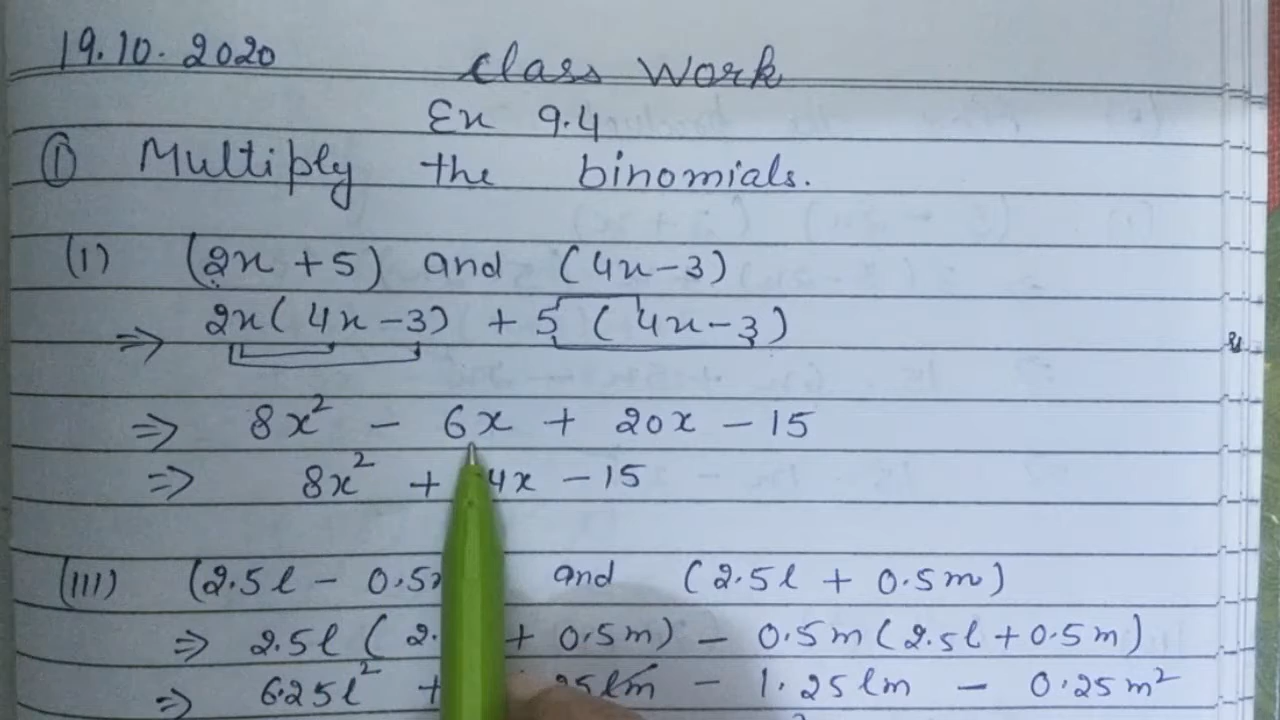 19.10.2020
Class Work
Ex 9.4
① Multiply the binomials.
(i) (2x + 5) and (4x - 3)
⇒ 2x( 4x - 3) + 5 ( 4x - 3)
⇒ 8x² - 6x + 20x - 15
⇒ 8x² + 4x - 15
(III) (2.5l - 0.5 and (2.5l + 0.5m)
⇒ 2.5l ( 2. + 0.5m) - 0.5m(2.5l + 0.5m)
⇒ 6.25l² + 25lm - 1.25lm - 0.25m²